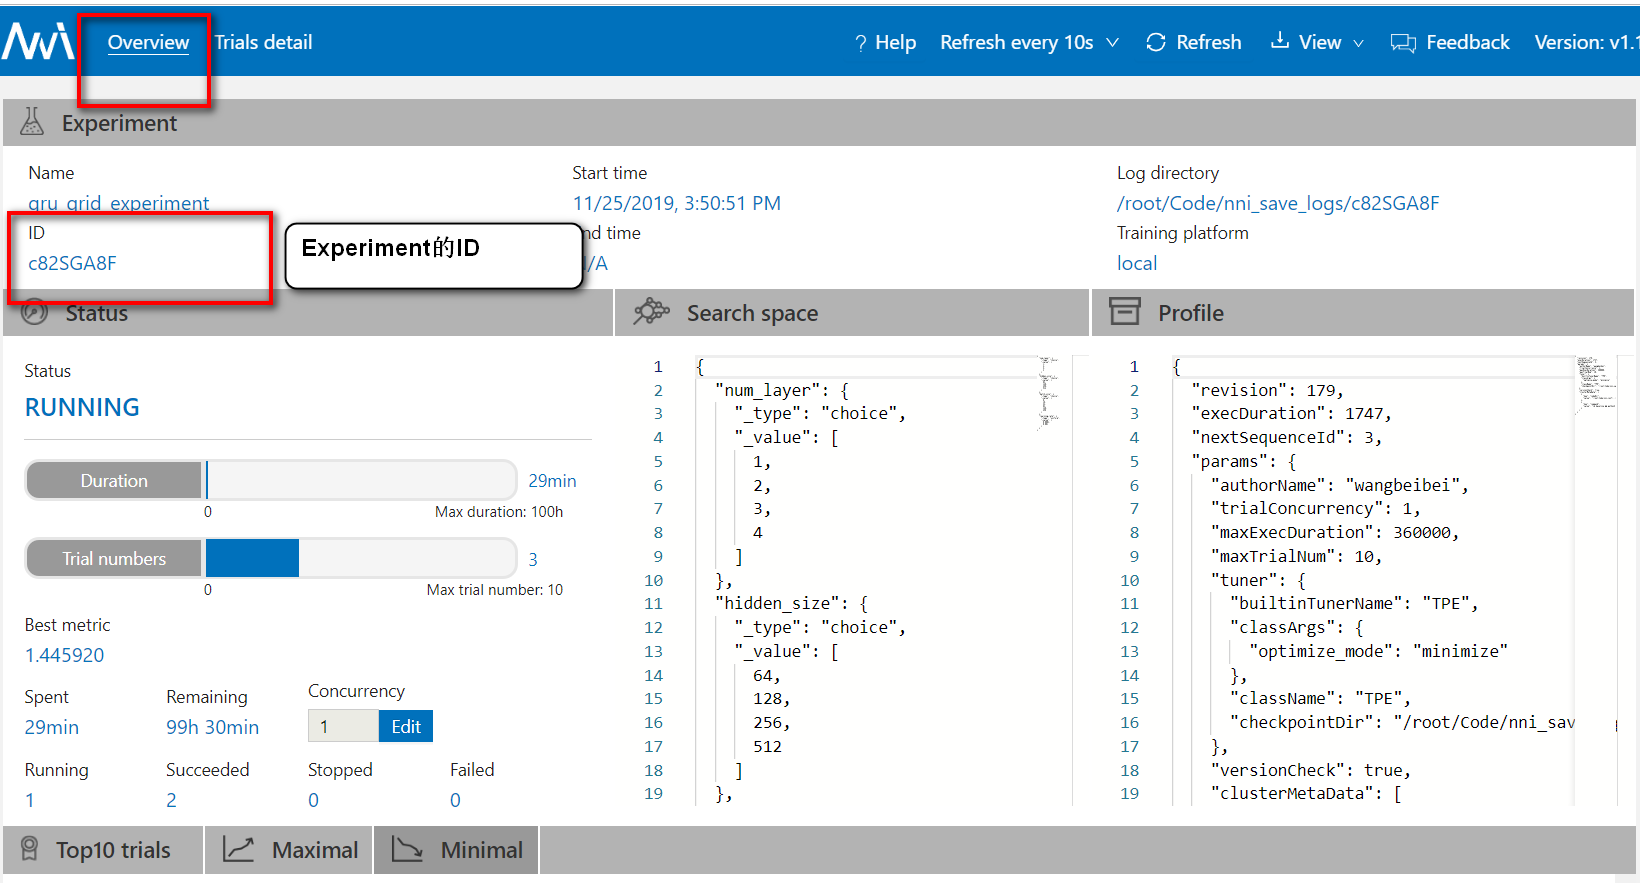 Overview Trials detail ? Help Refresh every 10s Refresh View Feedback Version: v1.1
Experiment
Name Start time Log directory
gru_grid_experiment 11/25/2019, 3:50:51 PM /root/Code/nni_save_logs/c82SGA8F
ID nd time Training platform
c82SGA8F /A local
Experiment的ID
Status Search space Profile
Status
RUNNING
Duration 29min
0 Max duration: 100h
Trial numbers 3
0 Max trial number: 10
Best metric
1.445920
Spent Remaining Concurrency
29min 99h 30min 1 Edit
Running Succeeded Stopped Failed
1 2 0 0
1 {
2 "num_layer": {
3 "_type": "choice",
4 "_value": [
5 1,
6 2,
7 3,
8 4
9 ]
10 },
11 "hidden_size": {
12 "_type": "choice",
13 "_value": [
14 64,
15 128,
16 256,
17 512
18 ]
19 },
1 {
2 "revision": 179,
3 "execDuration": 1747,
4 "nextSequenceId": 3,
5 "params": {
6 "authorName": "wangbeibei",
7 "trialConcurrency": 1,
8 "maxExecDuration": 360000,
9 "maxTrialNum": 10,
10 "tuner": {
11 "builtinTunerName": "TPE",
12 "classArgs": {
13 "optimize_mode": "minimize"
14 },
15 "className": "TPE",
16 "checkpointDir": "/root/Code/nni_sav
17 },
18 "versionCheck": true,
19 "clusterMetaData": [
Top10 trials Maximal Minimal